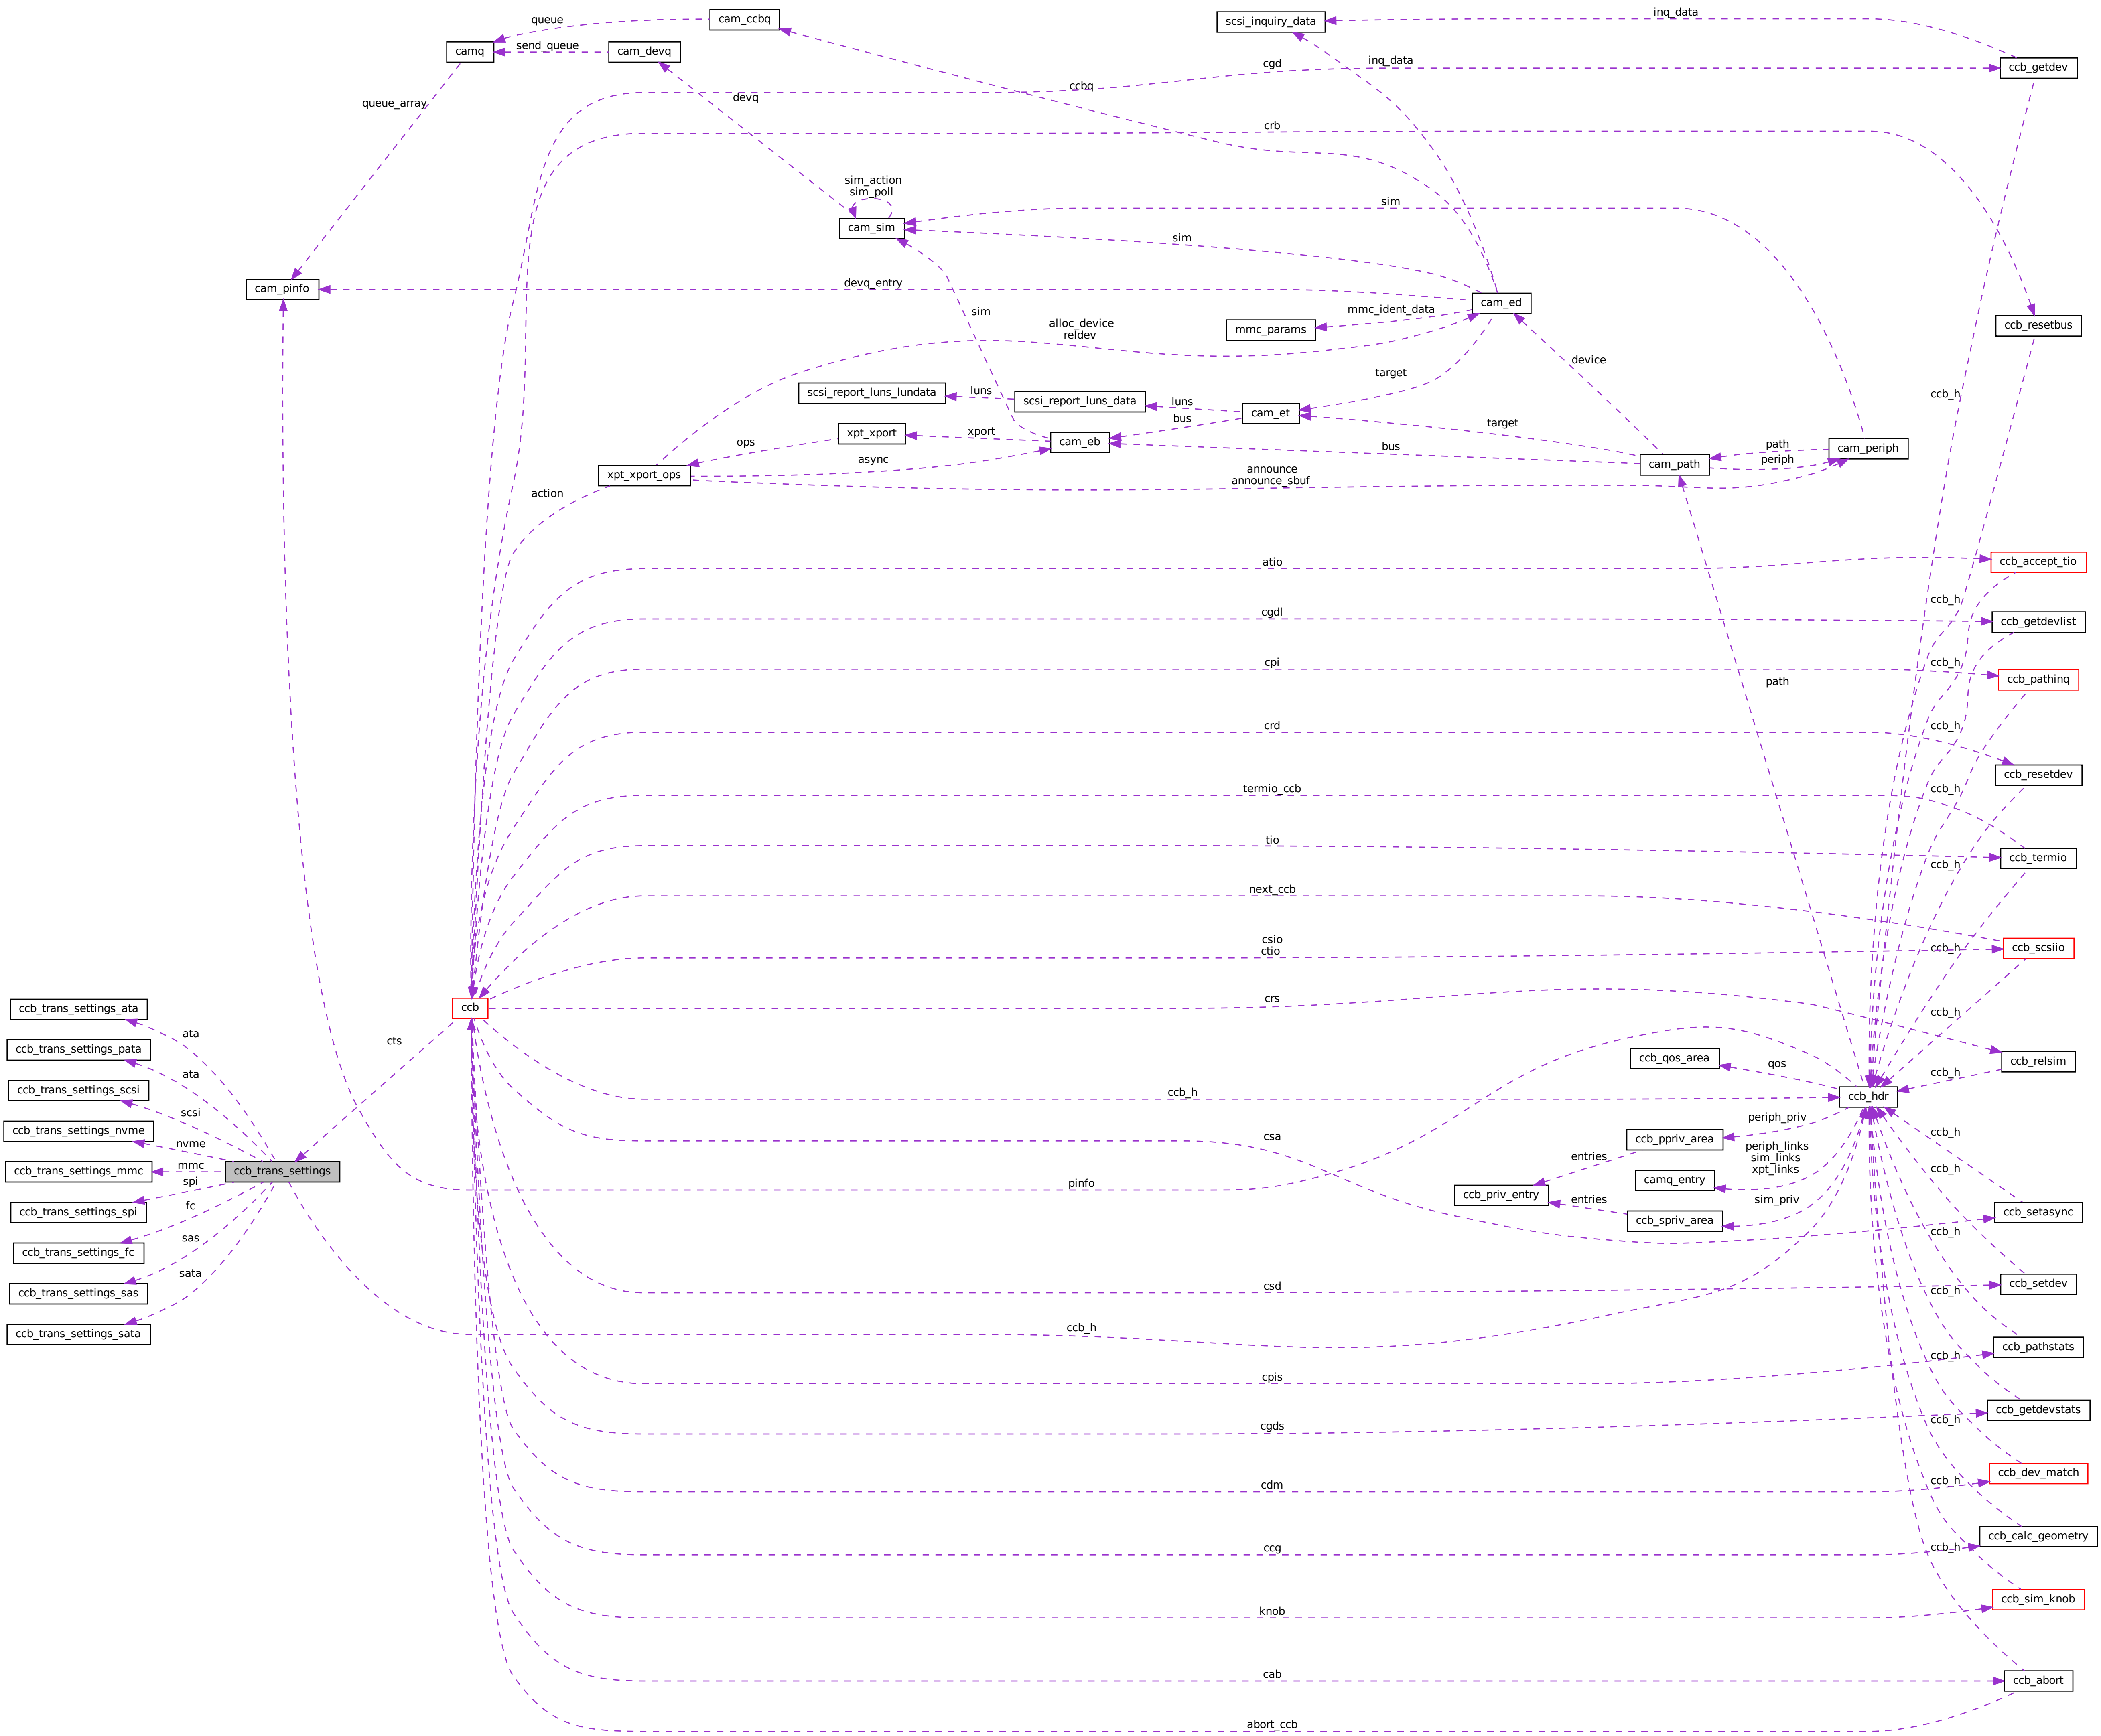 queue
cam_ccbq
scsi_inquiry_data
inq_data
camq
send_queue
cam_devq
cgd
inq_data
ccb_getdev
queue_array
devq
ccbq
crb
sim_action
sim_poll
cam_sim
sim
sim
cam_pinfo
devq_entry
cam_ed
sim
alloc_device
reldev
mmc_params
mmc_ident_data
ccb_resetbus
device
target
scsi_report_luns_lundata
luns
scsi_report_luns_data
luns
cam_et
ccb_h
bus
target
xpt_xport
xport
cam_eb
ops
async
bus
path
cam_periph
periph
cam_path
xpt_xport_ops
announce
announce_sbuf
action
atio
ccb_accept_tio
ccb_h
cgdl
ccb_getdevlist
cpi
ccb_h
ccb_pathinq
path
crd
ccb_h
ccb_resetdev
termio_ccb
ccb_h
tio
ccb_termio
ccb_h
next_ccb
csio
ctio
ccb_h
ccb_scsiio
crs
ccb
ccb_h
ccb_trans_settings_ata
ata
cts
ccb_trans_settings_pata
ata
ccb_qos_area
qos
ccb_relsim
ccb_h
ccb_trans_settings_scsi
scsi
ccb_h
ccb_hdr
periph_priv
ccb_trans_settings_nvme
nvme
csa
ccb_ppriv_area
ccb_h
periph_links
sim_links
xpt_links
entries
ccb_trans_settings_mmc
mmc
ccb_trans_settings
ccb_h
spi
pinfo
camq_entry
ccb_priv_entry
entries
sim_priv
ccb_trans_settings_spi
fc
ccb_spriv_area
ccb_setasync
ccb_h
sas
ccb_trans_settings_fc
sata
csd
ccb_setdev
ccb_trans_settings_sas
ccb_h
ccb_trans_settings_sata
ccb_h
ccb_pathstats
ccb_h
cpis
ccb_getdevstats
cgds
ccb_h
cdm
ccb_dev_match
ccb_h
ccb_calc_geometry
ccg
ccb_h
knob
ccb_sim_knob
cab
ccb_abort
abort_ccb